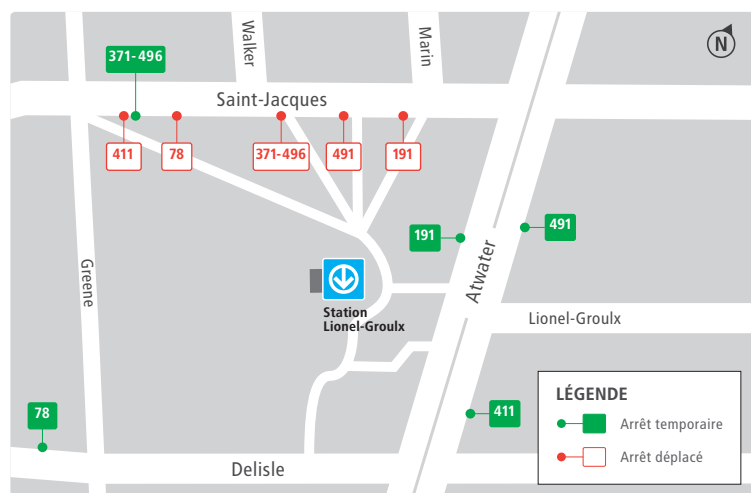 Walker
Marin
N
371-496
Saint-Jacques
411
78
371-496
491
191
191
491
Greene
Atwater
Station
Lionel-Groulx
Lionel-Groulx
78
411
LÉGENDE
Arrêt temporaire
Arrêt déplacé
Delisle